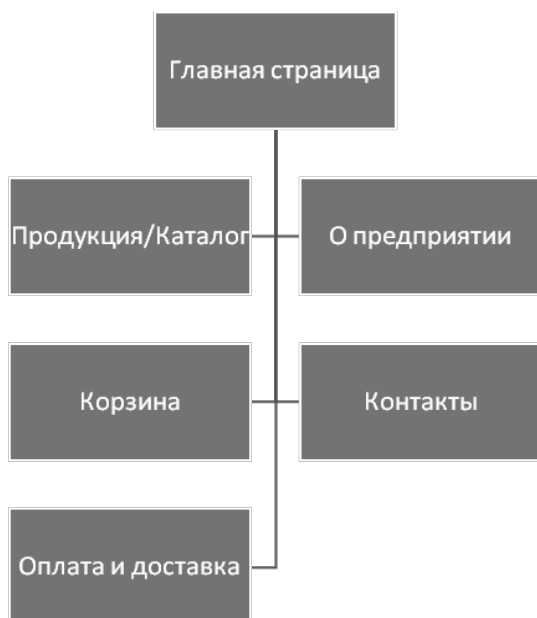 Главная страница
Продукция/Каталог
О предприятии
Корзина
Контакты
Оплата и доставка